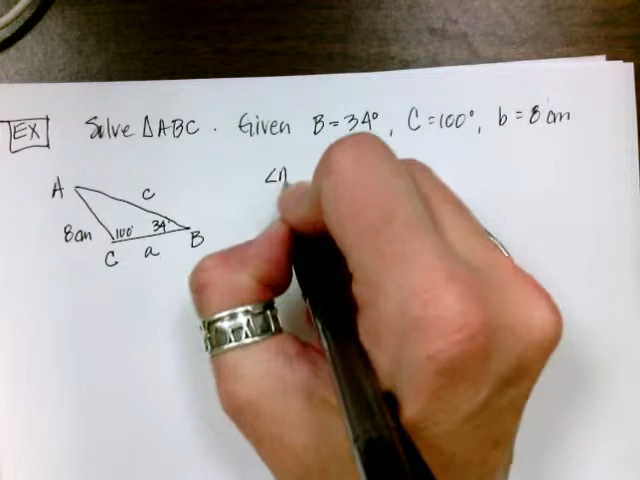 EX Solve △ABC. Given B = 34°, C = 100°, b = 8 cm
∠A
A c
8cm 100° 34° B
C a